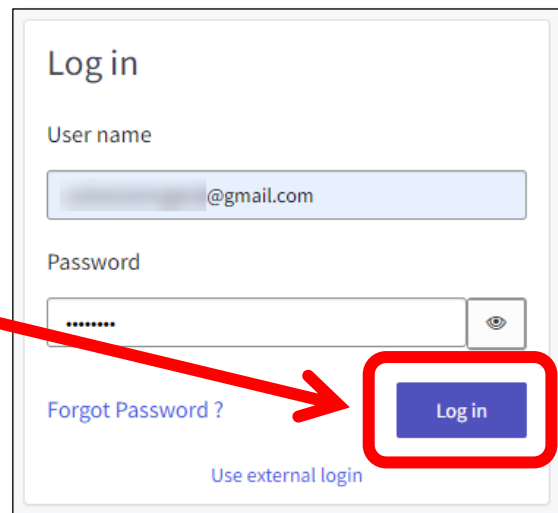 Log in
User name
@gmail.com
Password
••••••••
Forgot Password ?
Log in
Use external login